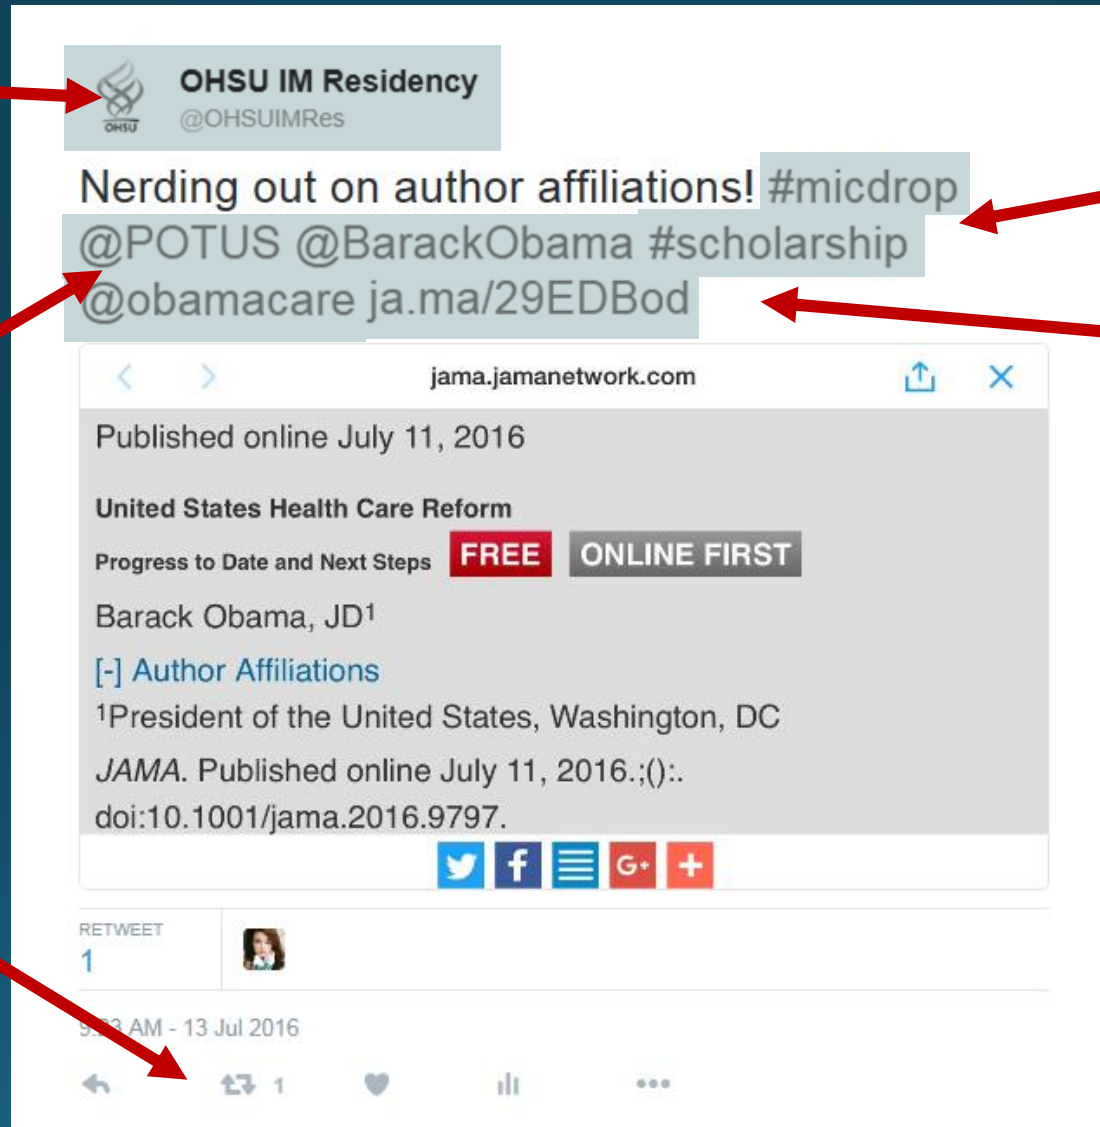 OHSU
OHSU IM Residency
@OHSUIMRes
Nerding out on author affiliations! #micdrop
@POTUS @BarackObama #scholarship
@obamacare ja.ma/29EDBod
jama.jamanetwork.com
Published online July 11, 2016
United States Health Care Reform
Progress to Date and Next Steps FREE ONLINE FIRST
Barack Obama, JD¹
[-] Author Affiliations
¹President of the United States, Washington, DC
JAMA. Published online July 11, 2016.;():.
doi:10.1001/jama.2016.9797.
f G+ +
RETWEET
1
AM - 13 Jul 2016
1